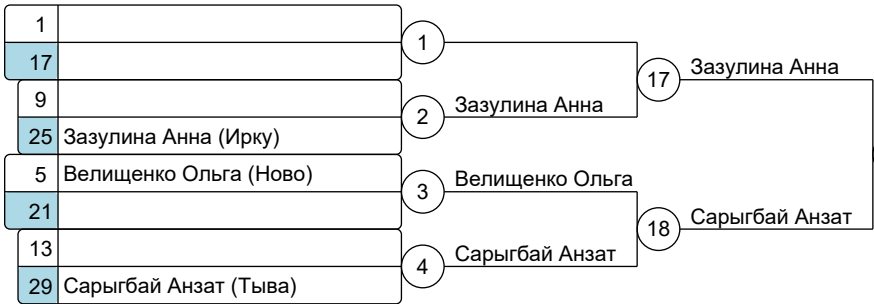 1
17
9
25 Зазулина Анна (Ирку)
5 Велищенко Ольга (Ново)
21
13
29 Сарыгбай Анзат (Тыва)
1
2 Зазулина Анна
3 Велищенко Ольга
4 Сарыгбай Анзат
17 Зазулина Анна
18 Сарыгбай Анзат